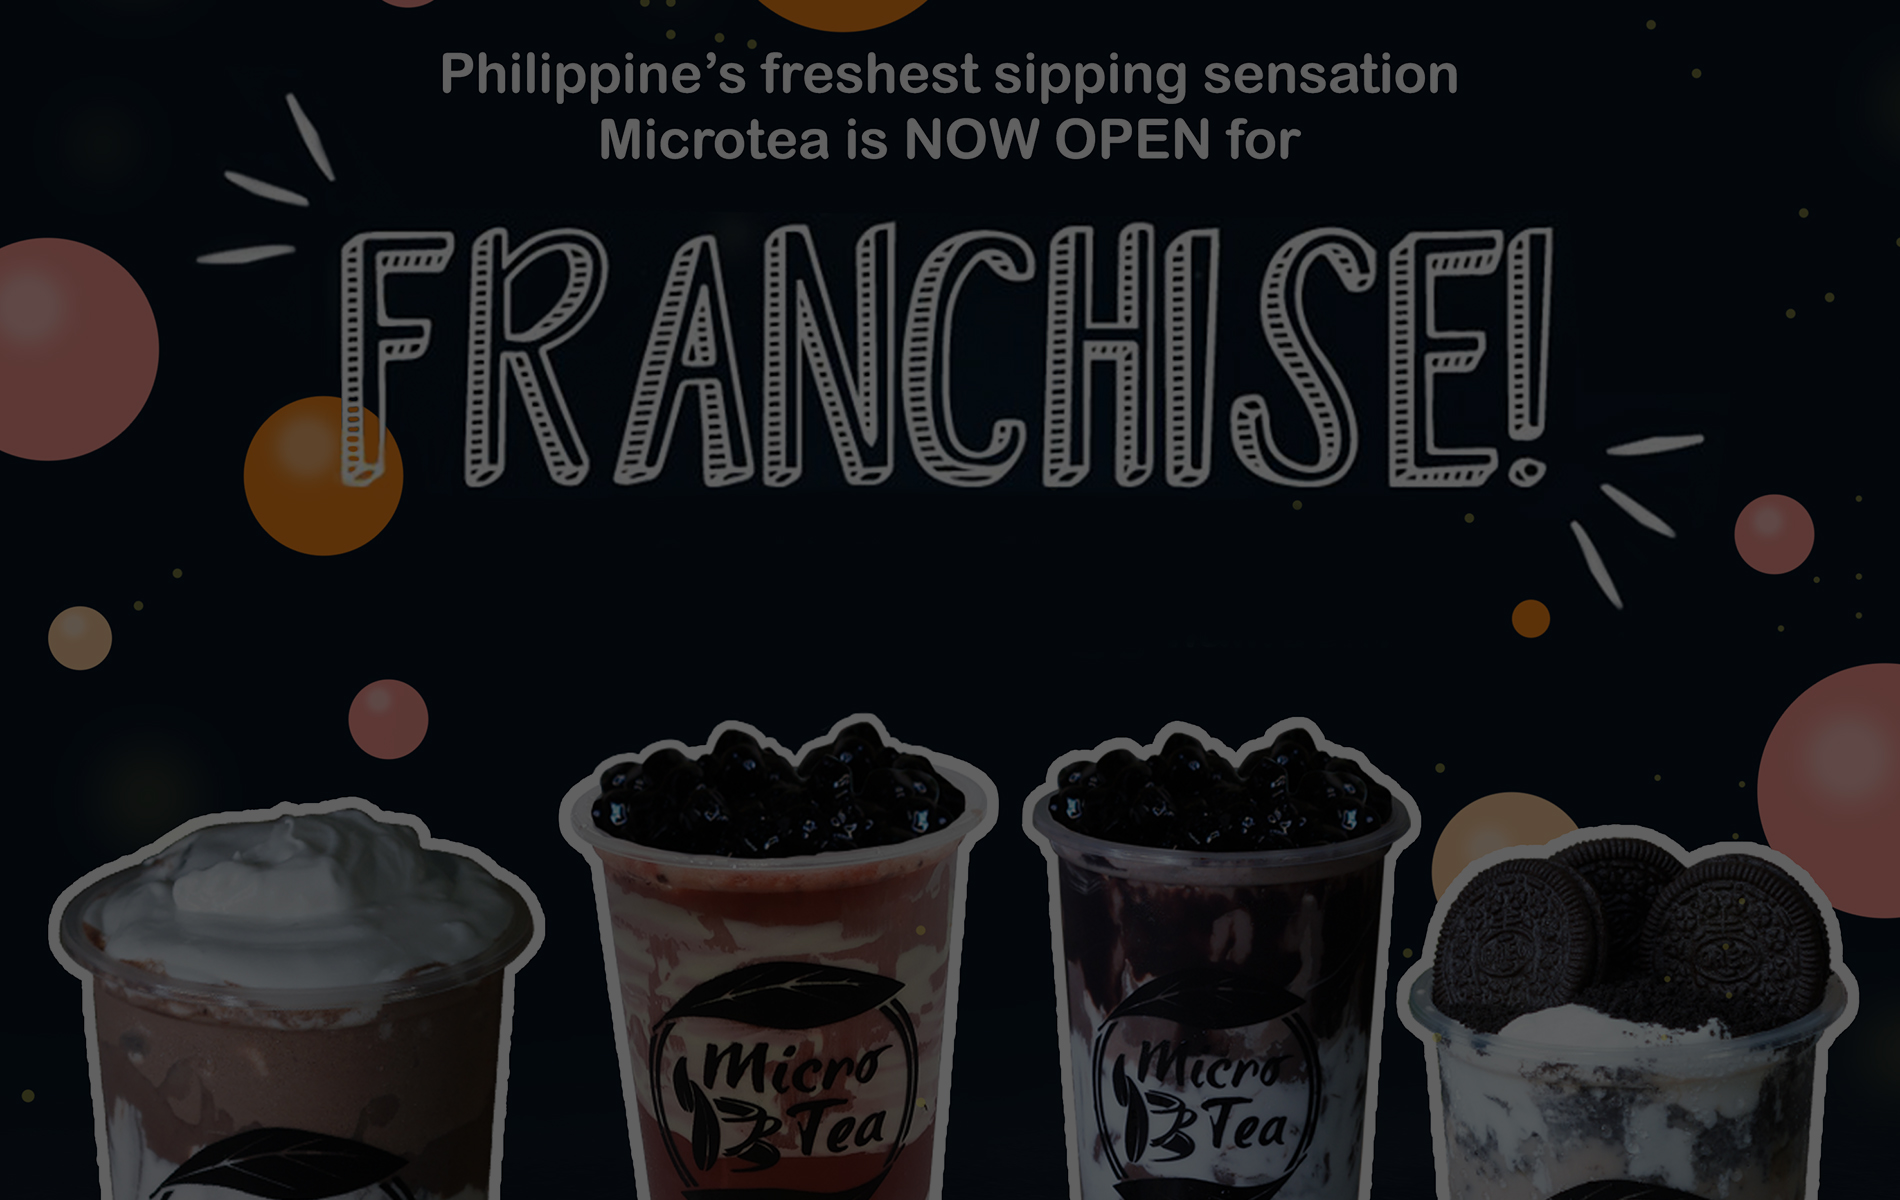 Philippine’s freshest sipping sensation
Microtea is NOW OPEN for
FRANCHISE!
Micro
Tea
Micro
Tea